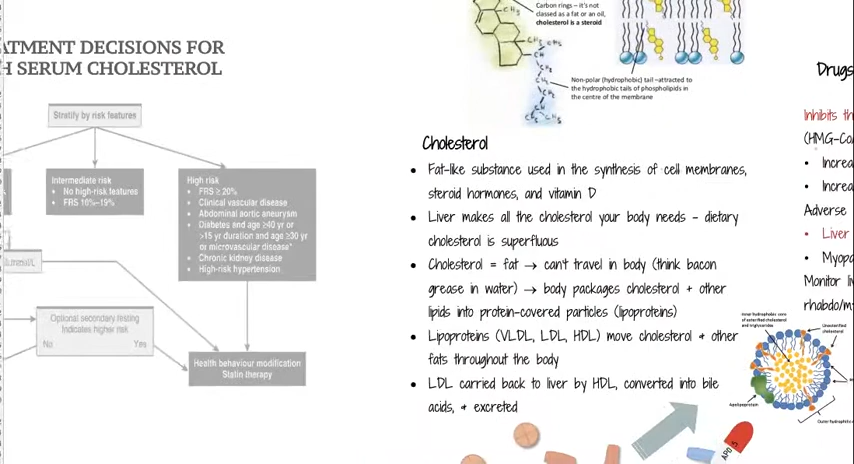 ATMENT DECISIONS FOR
H SERUM CHOLESTEROL
Stratify by risk features
Intermediate risk
• No high-risk features
• FRS 10%–19%
High risk
• FRS ≥ 20%
• Clinical vascular disease
• Abdominal aortic aneurysm
• Diabetes and age ≥40 yr or
>15 yr duration and age ≥30 yr
or microvascular disease*
• Chronic kidney disease
• High-risk hypertension
Optional secondary testing
Indicates higher risk
No Yes
Health behaviour modification
Statin therapy
Carbon rings – it's not
classed as a fat or an oil,
cholesterol is a steroid
Non-polar (hydrophobic) tail –attracted to
the hydrophobic tails of phospholipids in
the centre of the membrane
Cholesterol
• Fat-like substance used in the synthesis of cell membranes,
steroid hormones, and vitamin D
• Liver makes all the cholesterol your body needs – dietary
cholesterol is superfluous
• Cholesterol = fat → can't travel in body (think bacon
grease in water) → body packages cholesterol + other
lipids into protein-covered particles (lipoproteins)
• Lipoproteins (VLDL, LDL, HDL) move cholesterol & other
fats throughout the body
• LDL carried back to liver by HDL, converted into bile
acids, & excreted
Drugs
Inhibits th
(HMG-Co
• Increa
• Increa
Adverse
• Liver
• Myopa
Monitor liv
rhabdo/m
Unesterified
cholesterol
Apolipoprotein